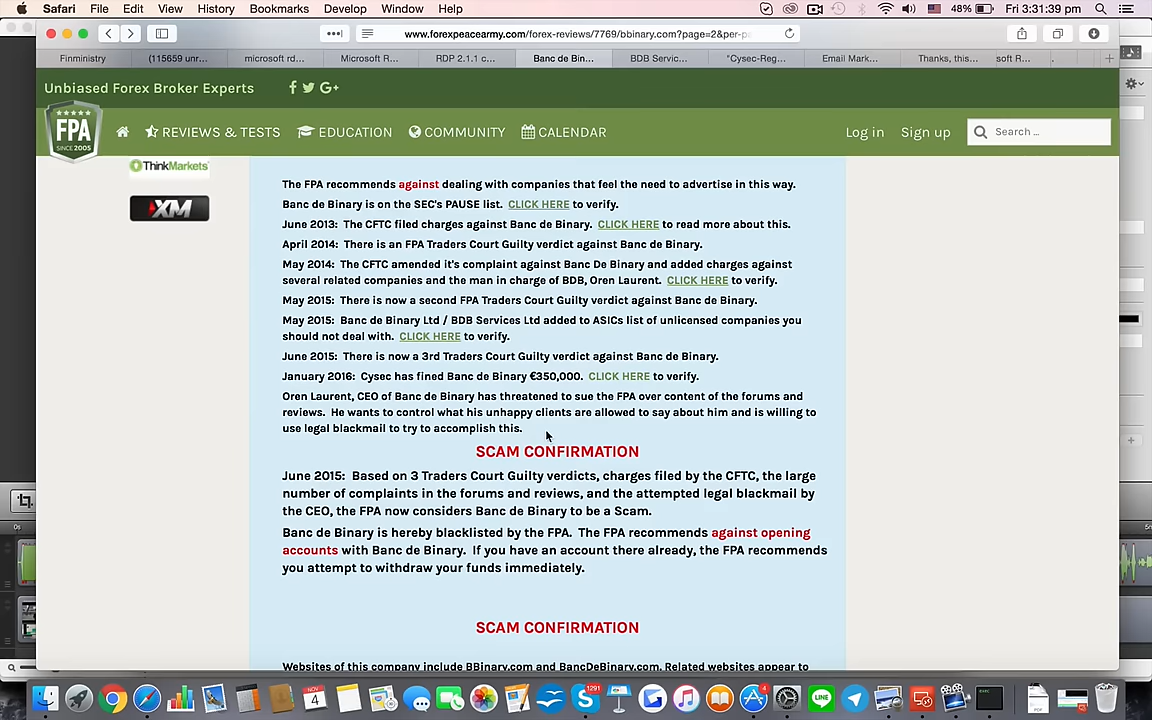 Safari File Edit View History Bookmarks Develop Window Help 48% Fri 3:31:39 pm
www.forexpeacearmy.com/forex-reviews/7769/bbinary.com?page=2&per-p
Finministry (115659 unr... microsoft rd... Microsoft R... RDP 2.1.1 c... Banc de Bin... BDB Servic... "Cysec-Reg... Email Mark... Thanks, this... soft R...
Unbiased Forex Broker Experts
FPA
SINCE 2005
REVIEWS & TESTS EDUCATION COMMUNITY CALENDAR Log in Sign up Search ...
ThinkMarkets
XM
The FPA recommends against dealing with companies that feel the need to advertise in this way.
Banc de Binary is on the SEC's PAUSE list. CLICK HERE to verify.
June 2013: The CFTC filed charges against Banc de Binary. CLICK HERE to read more about this.
April 2014: There is an FPA Traders Court Guilty verdict against Banc de Binary.
May 2014: The CFTC amended it's complaint against Banc De Binary and added charges against
several related companies and the man in charge of BDB, Oren Laurent. CLICK HERE to verify.
May 2015: There is now a second FPA Traders Court Guilty verdict against Banc de Binary.
May 2015: Banc de Binary Ltd / BDB Services Ltd added to ASICs list of unlicensed companies you
should not deal with. CLICK HERE to verify.
June 2015: There is now a 3rd Traders Court Guilty verdict against Banc de Binary.
January 2016: Cysec has fined Banc de Binary €350,000. CLICK HERE to verify.
Oren Laurent, CEO of Banc de Binary has threatened to sue the FPA over content of the forums and
reviews. He wants to control what his unhappy clients are allowed to say about him and is willing to
use legal blackmail to try to accomplish this.
SCAM CONFIRMATION
June 2015: Based on 3 Traders Court Guilty verdicts, charges filed by the CFTC, the large
number of complaints in the forums and reviews, and the attempted legal blackmail by
the CEO, the FPA now considers Banc de Binary to be a Scam.
Banc de Binary is hereby blacklisted by the FPA. The FPA recommends against opening
accounts with Banc de Binary. If you have an account there already, the FPA recommends
you attempt to withdraw your funds immediately.
SCAM CONFIRMATION
Websites of this company include BBinary.com and BancDeBinary.com. Related websites appear to
0s
NOV
4
1291
4
LINE